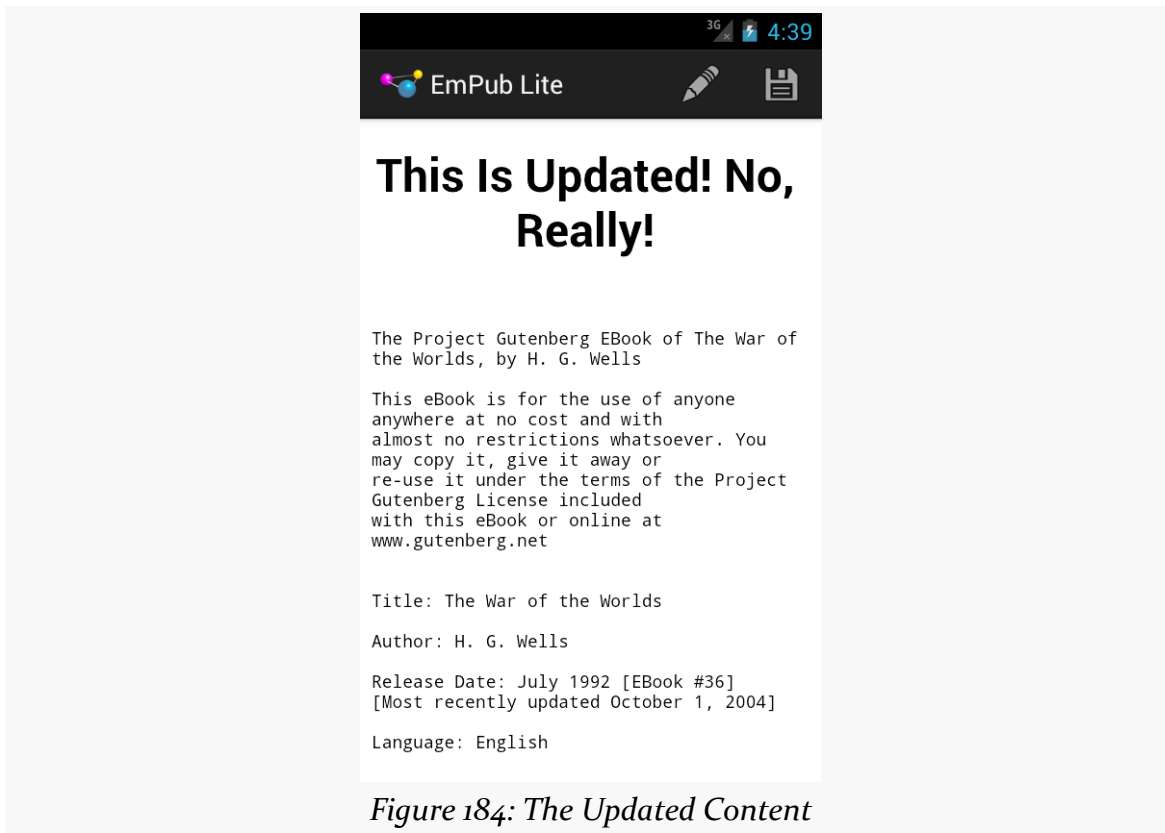 3G 4:39
EmPub Lite
This Is Updated! No,
Really!
The Project Gutenberg EBook of The War of
the Worlds, by H. G. Wells
This eBook is for the use of anyone
anywhere at no cost and with
almost no restrictions whatsoever. You
may copy it, give it away or
re-use it under the terms of the Project
Gutenberg License included
with this eBook or online at
www.gutenberg.net
Title: The War of the Worlds
Author: H. G. Wells
Release Date: July 1992 [EBook #36]
[Most recently updated October 1, 2004]
Language: English
Figure 184: The Updated Content